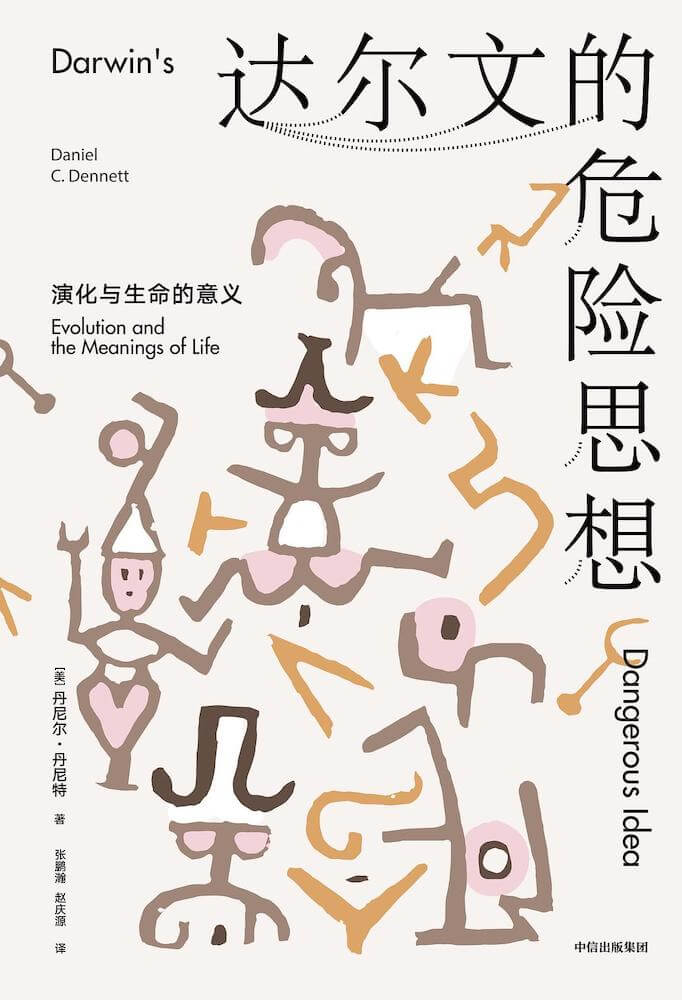 Darwin's
达尔文的
危险思想
Daniel
C. Dennett
演化与生命的意义
Evolution and
the Meanings of Life
Dangerous Idea
[美] 丹尼尔·丹尼特 著
张鹏瀚 赵庆源 译
中信出版集团